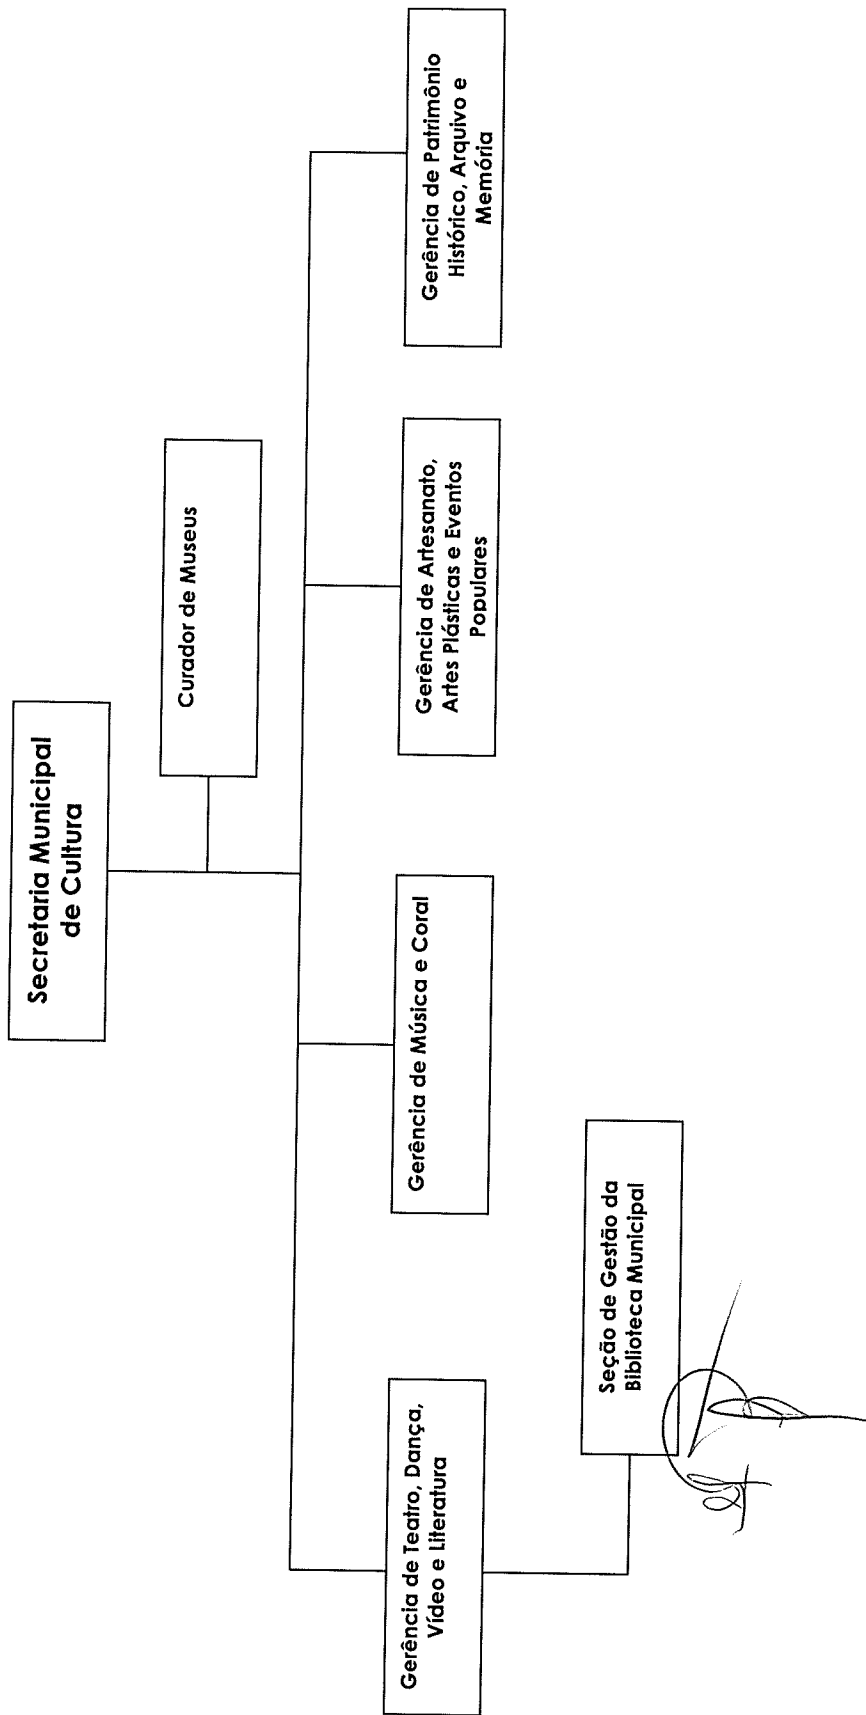 Secretaria Municipal
de Cultura
Curador de Museus
Gerência de Teatro, Dança,
Vídeo e Literatura
Gerência de Música e Coral
Gerência de Artesanato,
Artes Plásticas e Eventos
Populares
Gerência de Patrimônio
Histórico, Arquivo e
Memória
Seção de Gestão da
Biblioteca Municipal